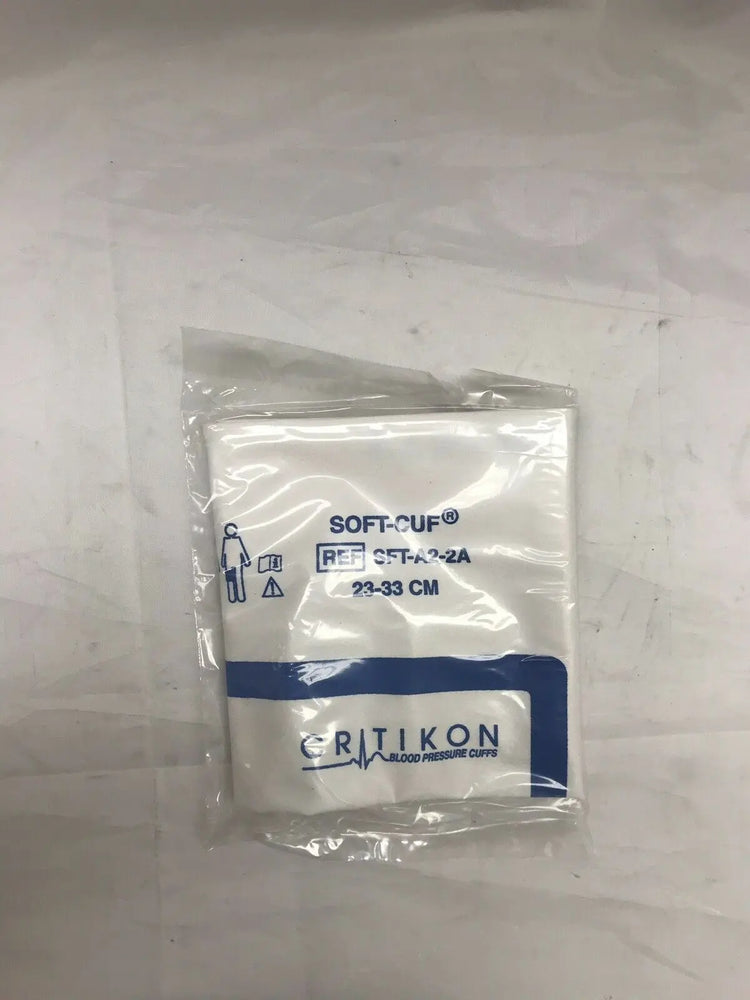 SOFT-CUF®
REF SFT-A2-2A
23-33 CM
CRITIKON
BLOOD PRESSURE CUFFS